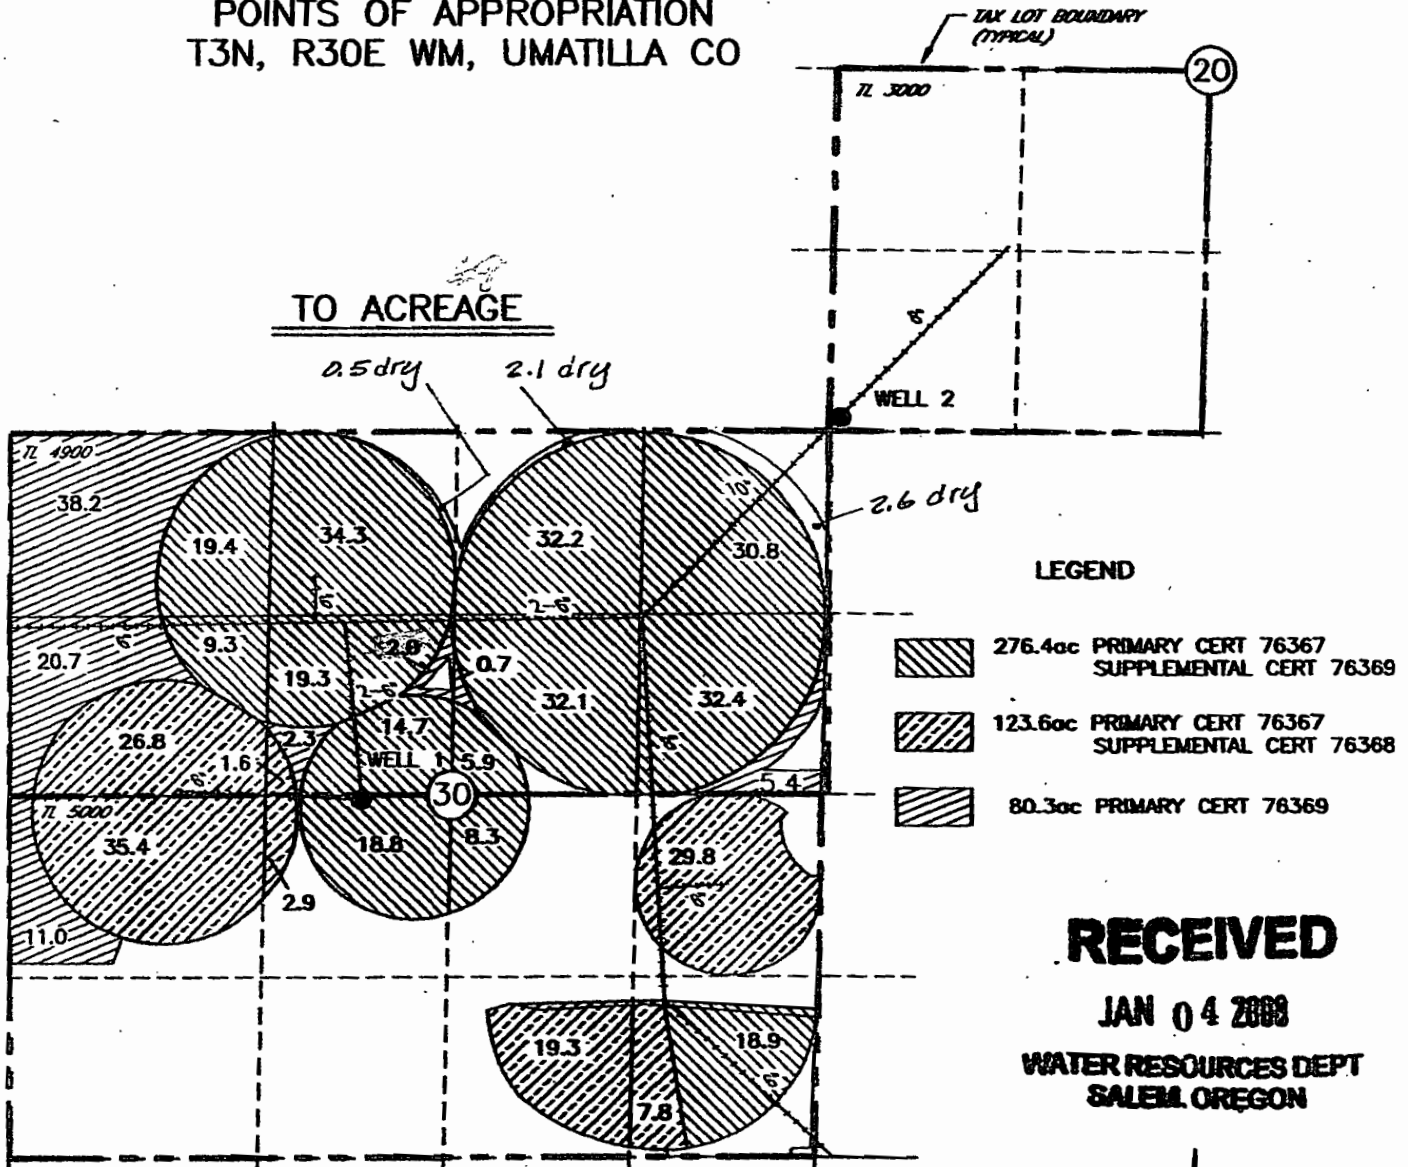 POINTS OF APPROPRIATION
T3N, R30E WM, UMATILLA CO
TAX LOT BOUNDARY
(TYPICAL)
20
TL 3000
TO ACREAGE
0.5 dry
2.1 dry
WELL 2
TL 4900
38.2
19.4
34.3
32.2
10"
30.8
2.6 dry
LEGEND
276.4ac PRIMARY CERT 76367
SUPPLEMENTAL CERT 76369
123.6ac PRIMARY CERT 76367
SUPPLEMENTAL CERT 76368
80.3ac PRIMARY CERT 76369
20.7
9.3
19.3
0.7
32.1
32.4
26.8
1.6
2.3
14.7
WELL 1
5.9
30
5.4
TL 5000
35.4
18.8
8.3
29.8
2.9
11.0
19.3
7.8
18.9
RECEIVED
JAN 04
WATER RESOURCES DEPT
SALEM, OREGON